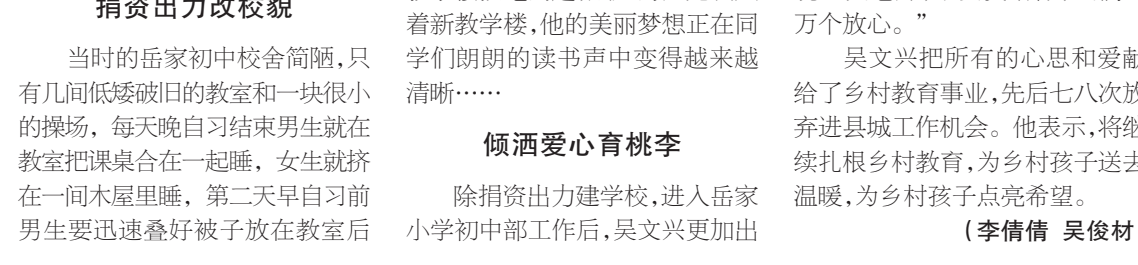 捐资出力改校貌
当时的岳家初中校舍简陋,只
有几间低矮破旧的教室和一块很小
的操场，每天晚自习结束男生就在
教室把课桌合在一起睡，女生就挤
在一间木屋里睡，第二天早自习前
男生要迅速叠好被子放在教室后
着新教学楼,他的美丽梦想正在同
学们朗朗的读书声中变得越来越
清晰……
倾洒爱心育桃李
除捐资出力建学校,进入岳家
小学初中部工作后,吴文兴更加出
万个放心。”
吴文兴把所有的心思和爱献
给了乡村教育事业,先后七八次放
弃进县城工作机会。他表示,将继
续扎根乡村教育,为乡村孩子送去
温暖,为乡村孩子点亮希望。
(李倩倩 吴俊材